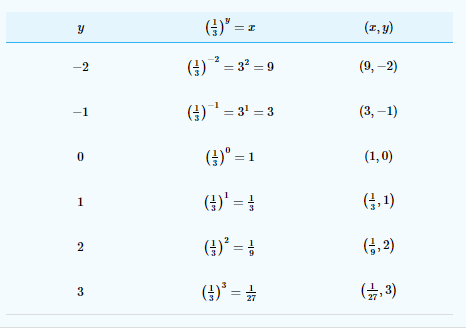 y (1/3)^y = x (x, y)
−2 (1/3)^−2 = 3^2 = 9 (9, −2)
−1 (1/3)^−1 = 3^1 = 3 (3, −1)
0 (1/3)^0 = 1 (1, 0)
1 (1/3)^1 = 1/3 (1/3, 1)
2 (1/3)^2 = 1/9 (1/9, 2)
3 (1/3)^3 = 1/27 (1/27, 3)